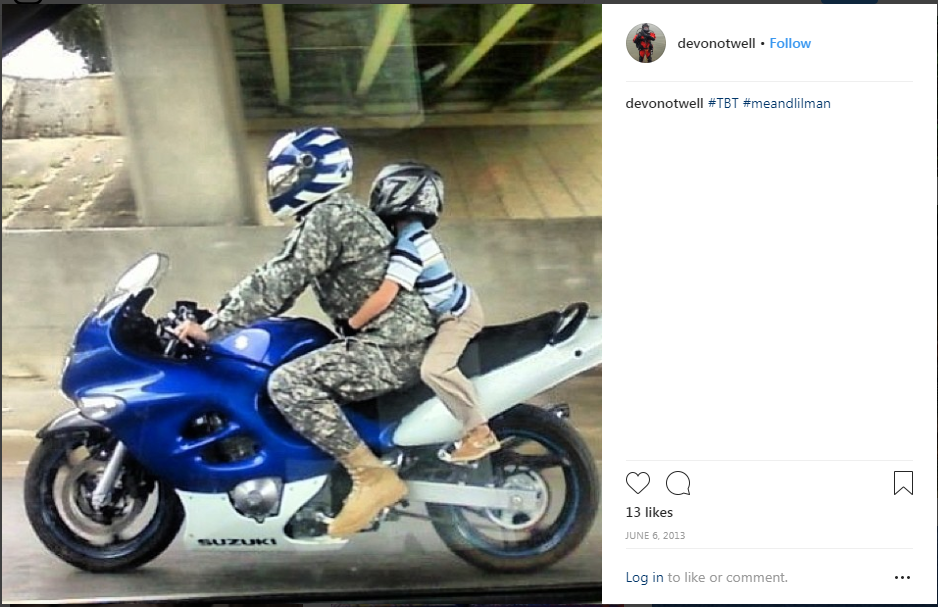 devonotwell • Follow
devonotwell #TBT #meandlilman
SUZUKI
13 likes
JUNE 6, 2013
Log in to like or comment.